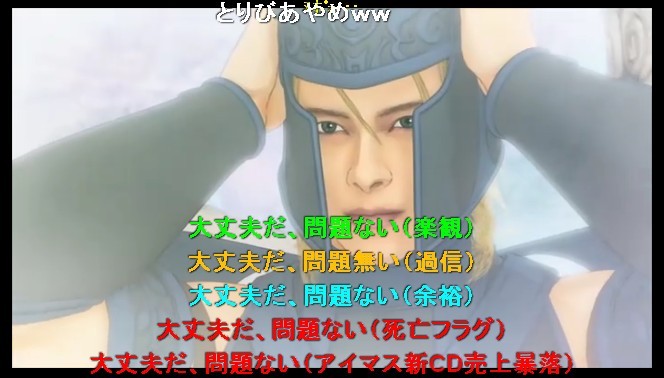 とりびあやめww
大丈夫だ、問題ない（楽観）
大丈夫だ、問題無い（過信）
大丈夫だ、問題ない（余裕）
大丈夫だ、問題ない（死亡フラグ）
大丈夫だ、問題ない（アイマス新CD売上暴落）